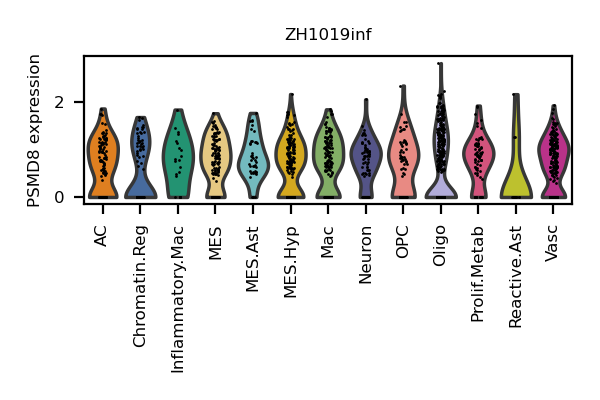 ZH1019inf
PSMD8 expression
2
0
AC
Chromatin.Reg
Inflammatory.Mac
MES
MES.Ast
MES.Hyp
Mac
Neuron
OPC
Oligo
Prolif.Metab
Reactive.Ast
Vasc